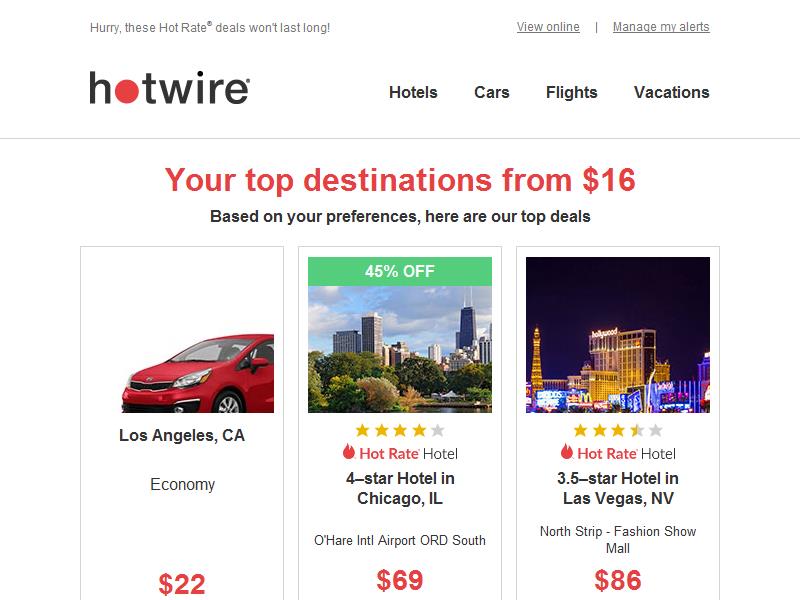 Hurry, these Hot Rate® deals won't last long!
View online | Manage my alerts
hotwire
Hotels Cars Flights Vacations
Your top destinations from $16
Based on your preferences, here are our top deals
Los Angeles, CA
Economy
$22
45% OFF
Hot Rate® Hotel
4–star Hotel in
Chicago, IL
O'Hare Intl Airport ORD South
$69
hollywood
Hot Rate® Hotel
3.5–star Hotel in
Las Vegas, NV
North Strip - Fashion Show
Mall
$86